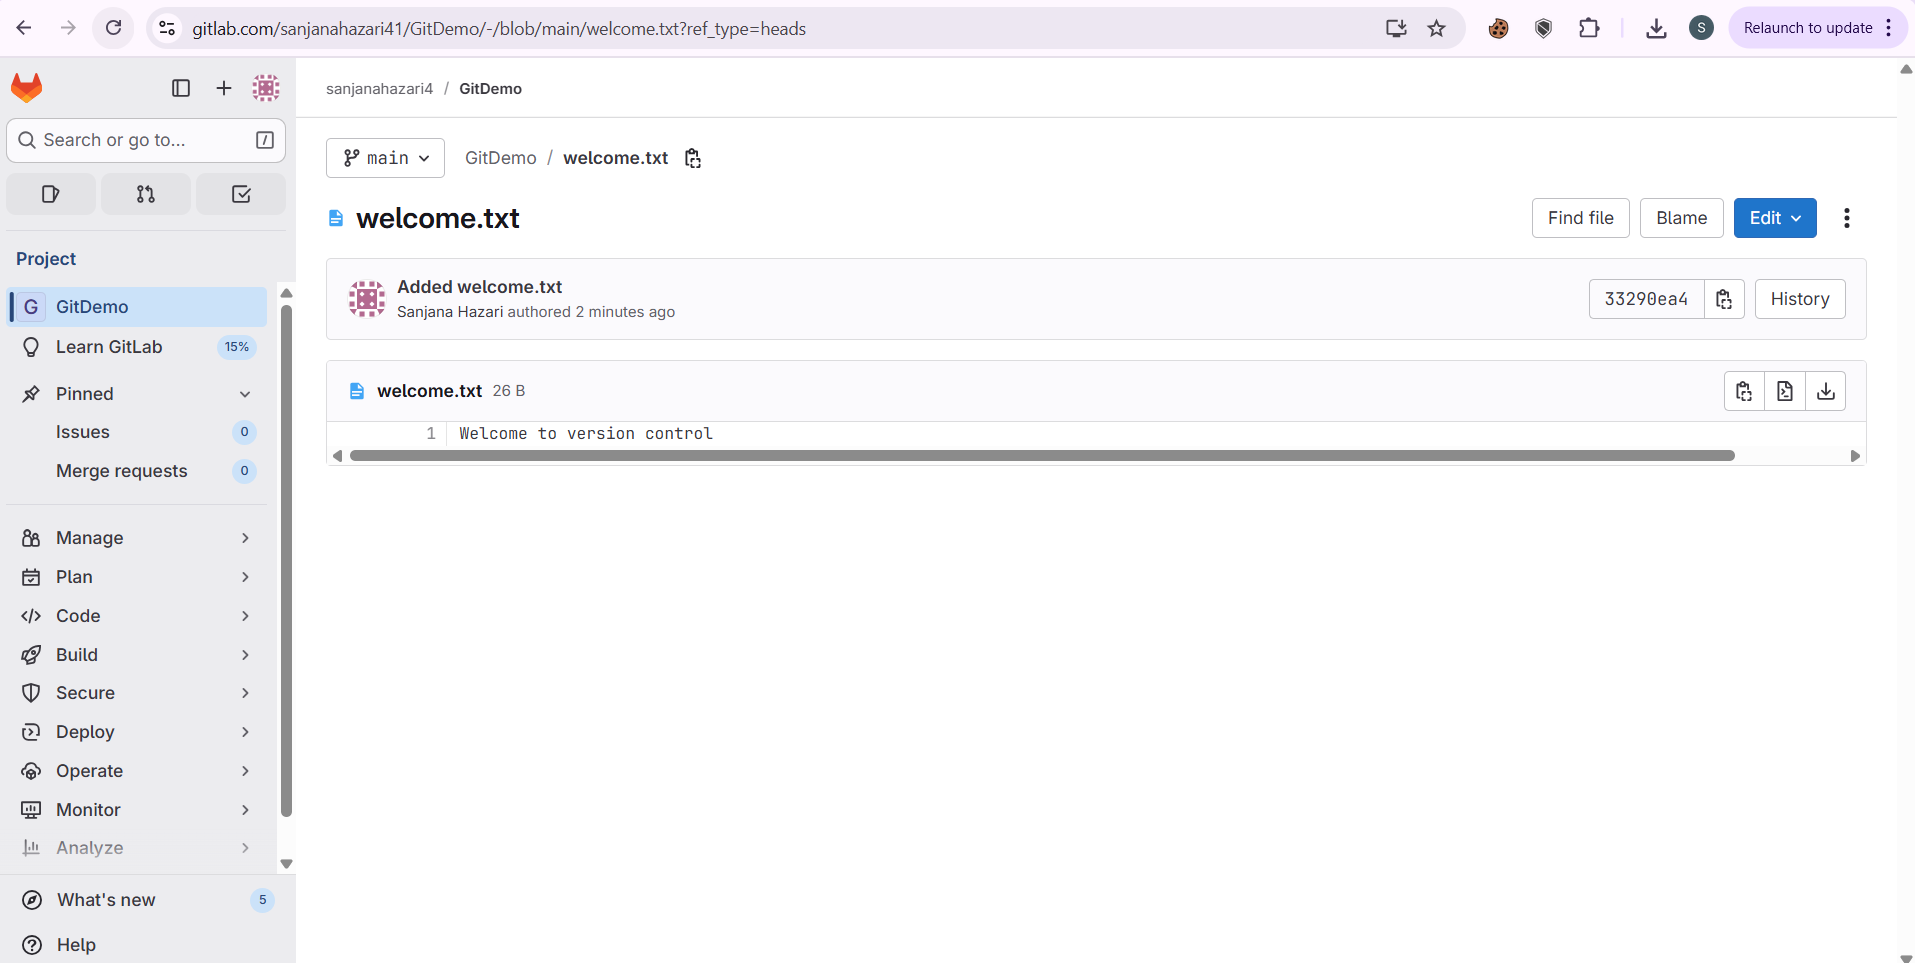 gitlab.com/sanjanahazari41/GitDemo/-/blob/main/welcome.txt?ref_type=heads
S
Relaunch to update
Search or go to...
/
Project
G GitDemo
Learn GitLab 15%
Pinned
Issues 0
Merge requests 0
Manage
Plan
Code
Build
Secure
Deploy
Operate
Monitor
Analyze
What's new 5
Help
sanjanahazari4 / GitDemo
main
GitDemo / welcome.txt
welcome.txt
Find file
Blame
Edit
Added welcome.txt
Sanjana Hazari authored 2 minutes ago
33290ea4
History
welcome.txt 26 B
1 Welcome to version control